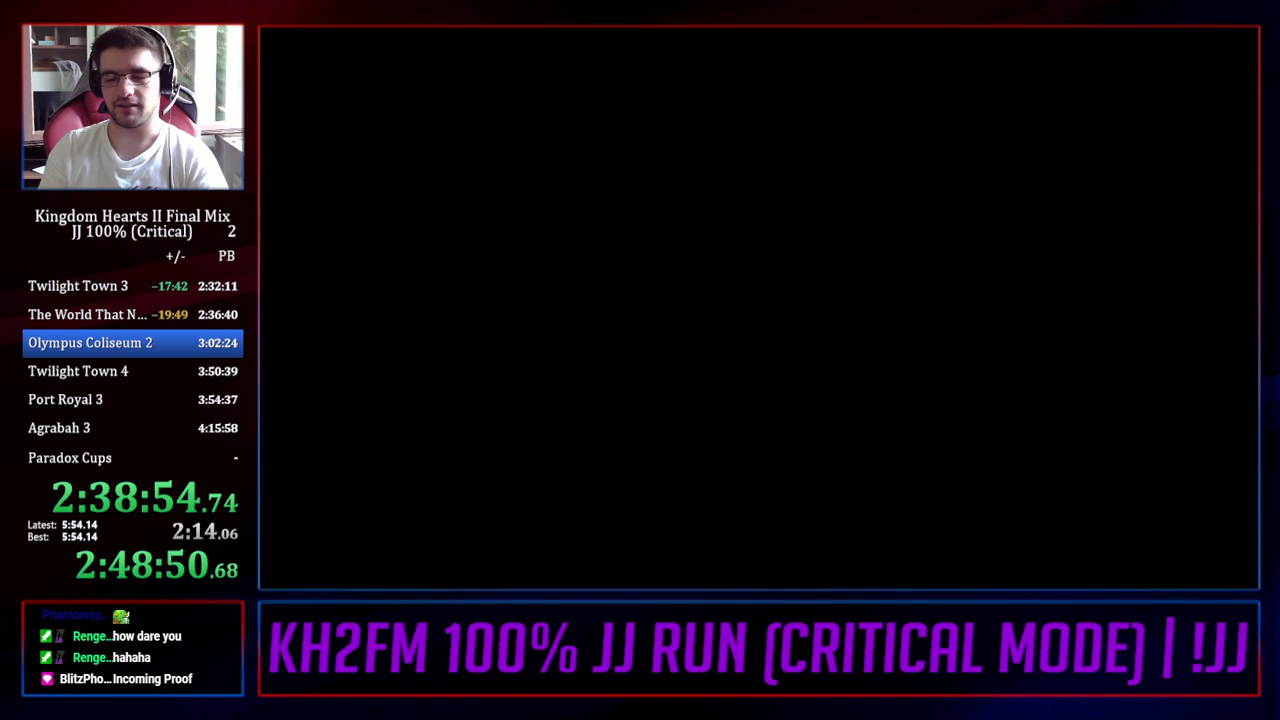 Kingdom Hearts II Final Mix
JJ 100% (Critical) 2
+/- PB
Twilight Town 3 −17:42 2:32:11
The World That N... −19:49 2:36:40
Olympus Coliseum 2 3:02:24
Twilight Town 4 3:50:39
Port Royal 3 3:54:37
Agrabah 3 4:15:58
Paradox Cups -
2:38:54.74
Latest: 5:54.14
Best: 5:54.14
2:14.06
2:48:50.68
Phantomsp...
Renge...how dare you
Renge...hahaha
BlitzPho...Incoming Proof
KH2FM 100% JJ RUN (CRITICAL MODE) | !JJ